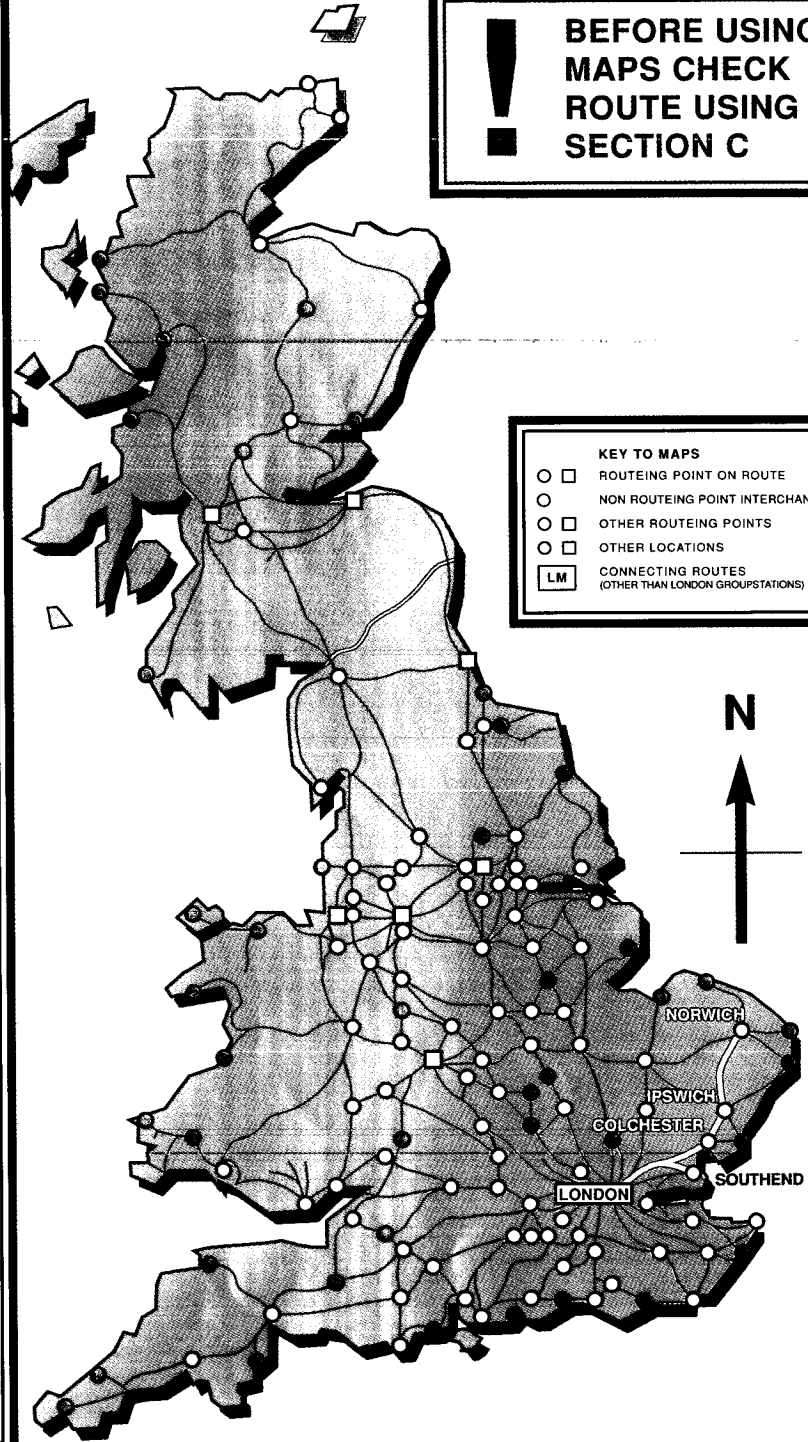 !
BEFORE USING
MAPS CHECK
ROUTE USING
SECTION C
KEY TO MAPS
ROUTEING POINT ON ROUTE
NON ROUTEING POINT INTERCHAN
OTHER ROUTEING POINTS
OTHER LOCATIONS
LM CONNECTING ROUTES
(OTHER THAN LONDON GROUPSTATIONS)
N
NORWICH
IPSWICH
COLCHESTER
SOUTHEND
LONDON